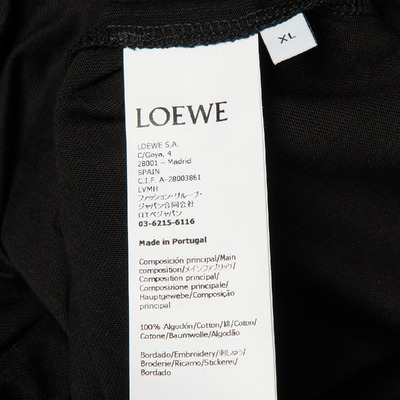 XL
LOEWE
LOEWE S.A.
C/Goya, 4
28001 – Madrid
SPAIN
C.I.F. A-28003861
LVMH
ファッション・グループ・
ジャパン合同会社
ロエベジャパン
03-6215-6116
Made in Portugal
Composición principal/Main
composition/メインファブリック/
Composition principal/
Composizione principale/
Hauptgewebe/Composição
principal
100% Algodón/Cotton/綿/Coton/
Cotone/Baumwolle/Algodão
Bordado/Embroidery/刺しゅう/
Broderie/Ricamo/Stickerei/
Bordado